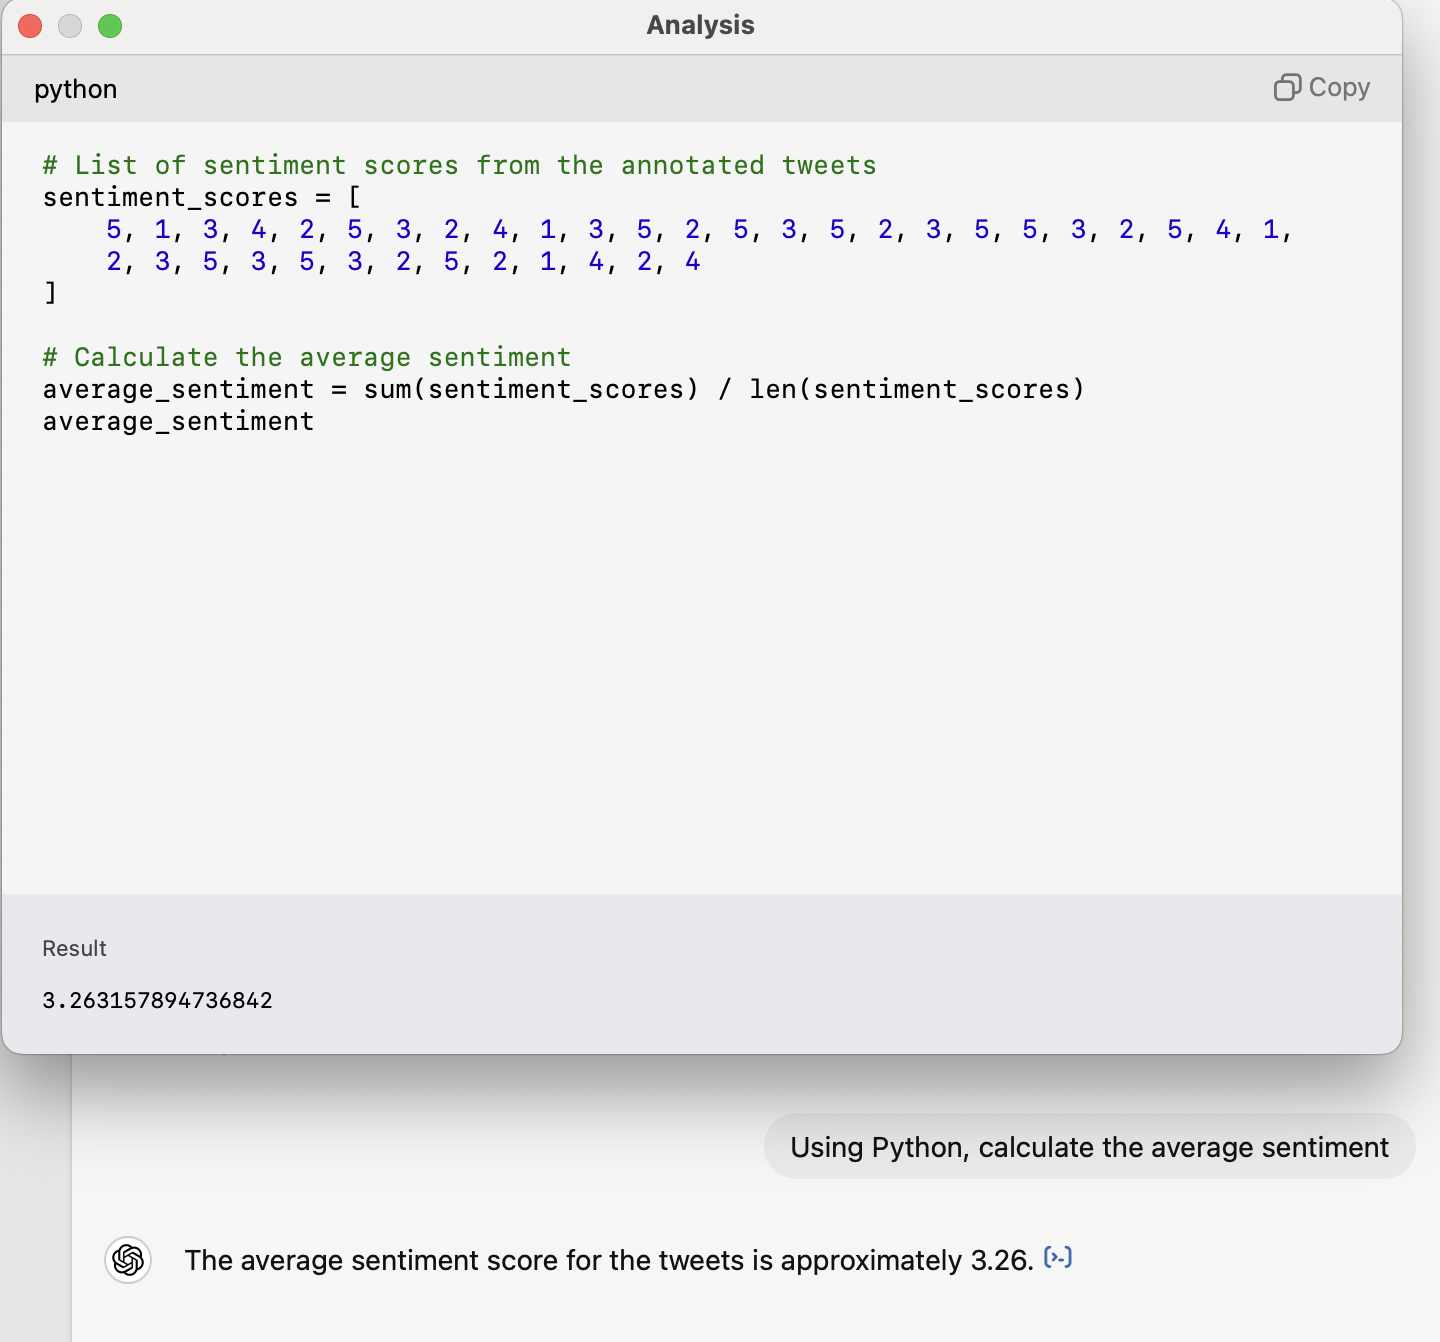 Analysis
python
Copy
# List of sentiment scores from the annotated tweets
sentiment_scores = [
    5, 1, 3, 4, 2, 5, 3, 2, 4, 1, 3, 5, 2, 5, 3, 5, 2, 3, 5, 5, 3, 2, 5, 4, 1,
    2, 3, 5, 3, 5, 3, 2, 5, 2, 1, 4, 2, 4
]
# Calculate the average sentiment
average_sentiment = sum(sentiment_scores) / len(sentiment_scores)
average_sentiment
Result
3.263157894736842
Using Python, calculate the average sentiment
The average sentiment score for the tweets is approximately 3.26.